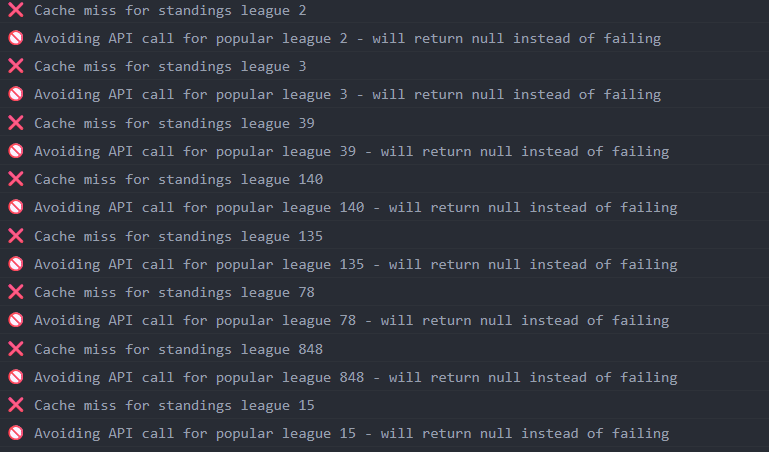 ❌ Cache miss for standings league 2
🚫 Avoiding API call for popular league 2 - will return null instead of failing
❌ Cache miss for standings league 3
🚫 Avoiding API call for popular league 3 - will return null instead of failing
❌ Cache miss for standings league 39
🚫 Avoiding API call for popular league 39 - will return null instead of failing
❌ Cache miss for standings league 140
🚫 Avoiding API call for popular league 140 - will return null instead of failing
❌ Cache miss for standings league 135
🚫 Avoiding API call for popular league 135 - will return null instead of failing
❌ Cache miss for standings league 78
🚫 Avoiding API call for popular league 78 - will return null instead of failing
❌ Cache miss for standings league 848
🚫 Avoiding API call for popular league 848 - will return null instead of failing
❌ Cache miss for standings league 15
🚫 Avoiding API call for popular league 15 - will return null instead of failing